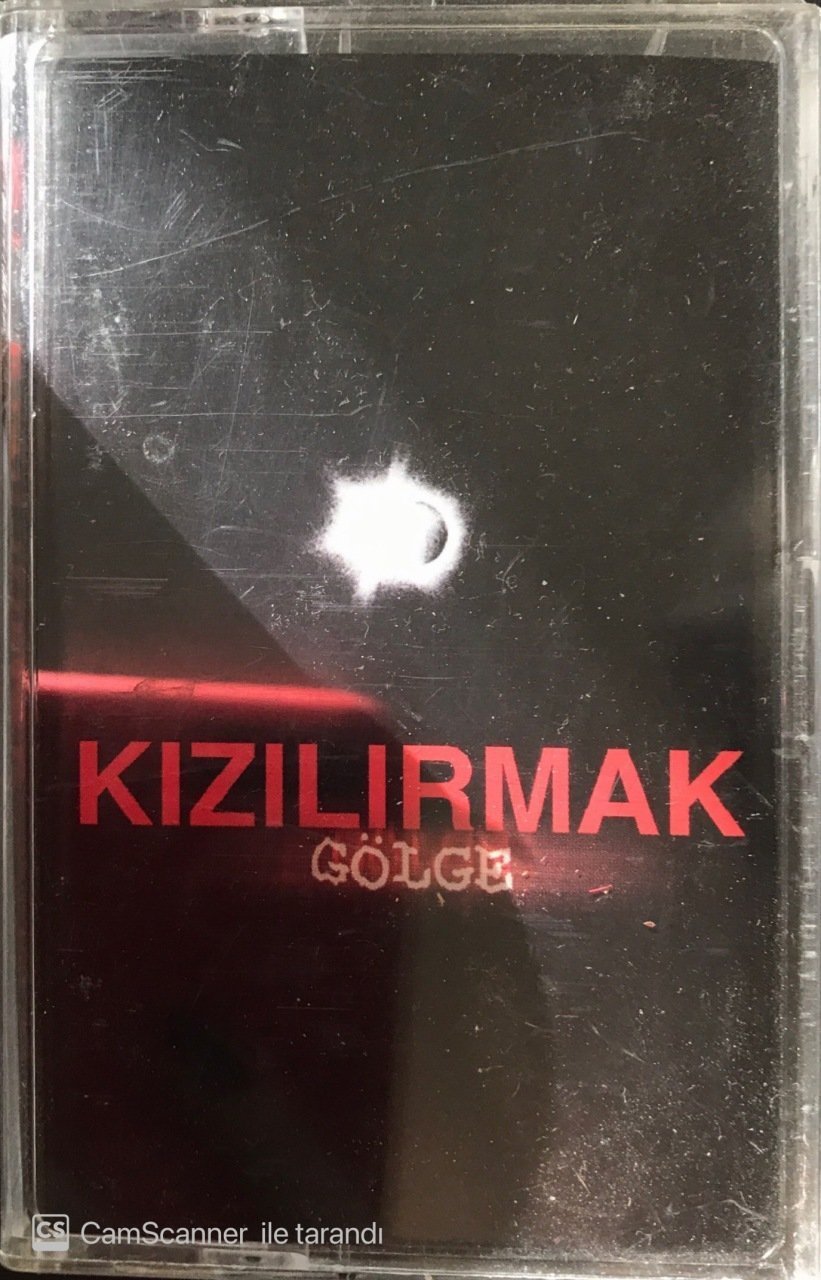 KIZILIRMAK
GÖLGE
CS CamScanner ile tarandı